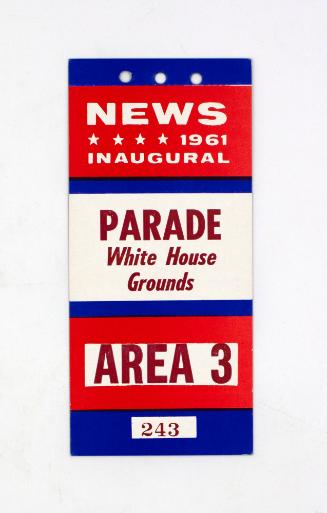 NEWS
★ ★ ★ ★ 1961
INAUGURAL
PARADE
White House
Grounds
AREA 3
243